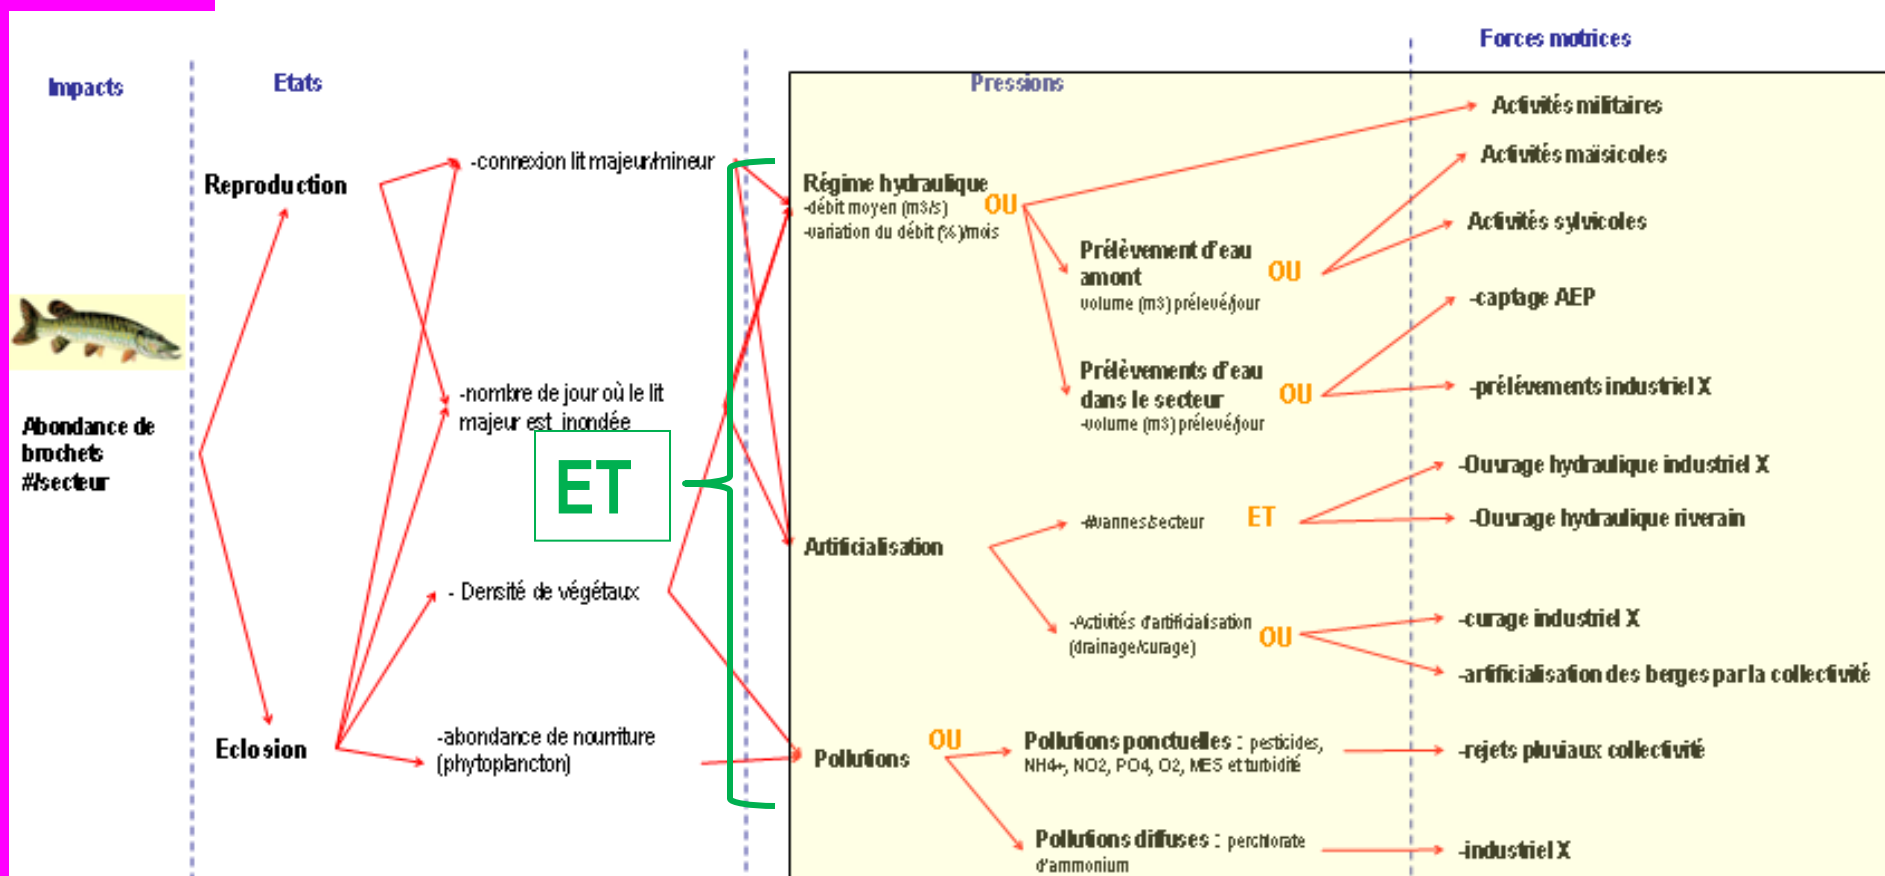 Forces motrices
Impacts
Etats
Pressions
Activités militaires
-connexion lit majeur/mineur
Activités maïsicoles
Reproduction
Régime hydraulique
-débit moyen (m3/s)
OU
-variation du débit (%)/mois
Activités sylvicoles
Prélèvement d'eau
amont
OU
volume (m3) prélevé/jour
-captage AEP
Prélèvements d'eau
dans le secteur
OU
-volume (m3) prélevé/jour
-prélévements industriel X
-nombre de jour où le lit
majeur est inondée
Abondance de
brochets
#/secteur
ET
-Ouvrage hydraulique industriel X
-#vannes/secteur
ET
-Ouvrage hydraulique riverain
Artificialisation
- Densité de végétaux
-Activités d'artificialisation
(drainage/curage)
OU
-curage industriel X
-artificialisation des berges par la collectivité
Eclosion
-abondance de nourriture
(phytoplancton)
Pollutions
OU
Pollutions ponctuelles : pesticides,
NH4+, NO2, PO4, O2, MES et turbidité
-rejets pluviaux collectivité
Pollutions diffuses : perchlorate
d'ammonium
-industriel X